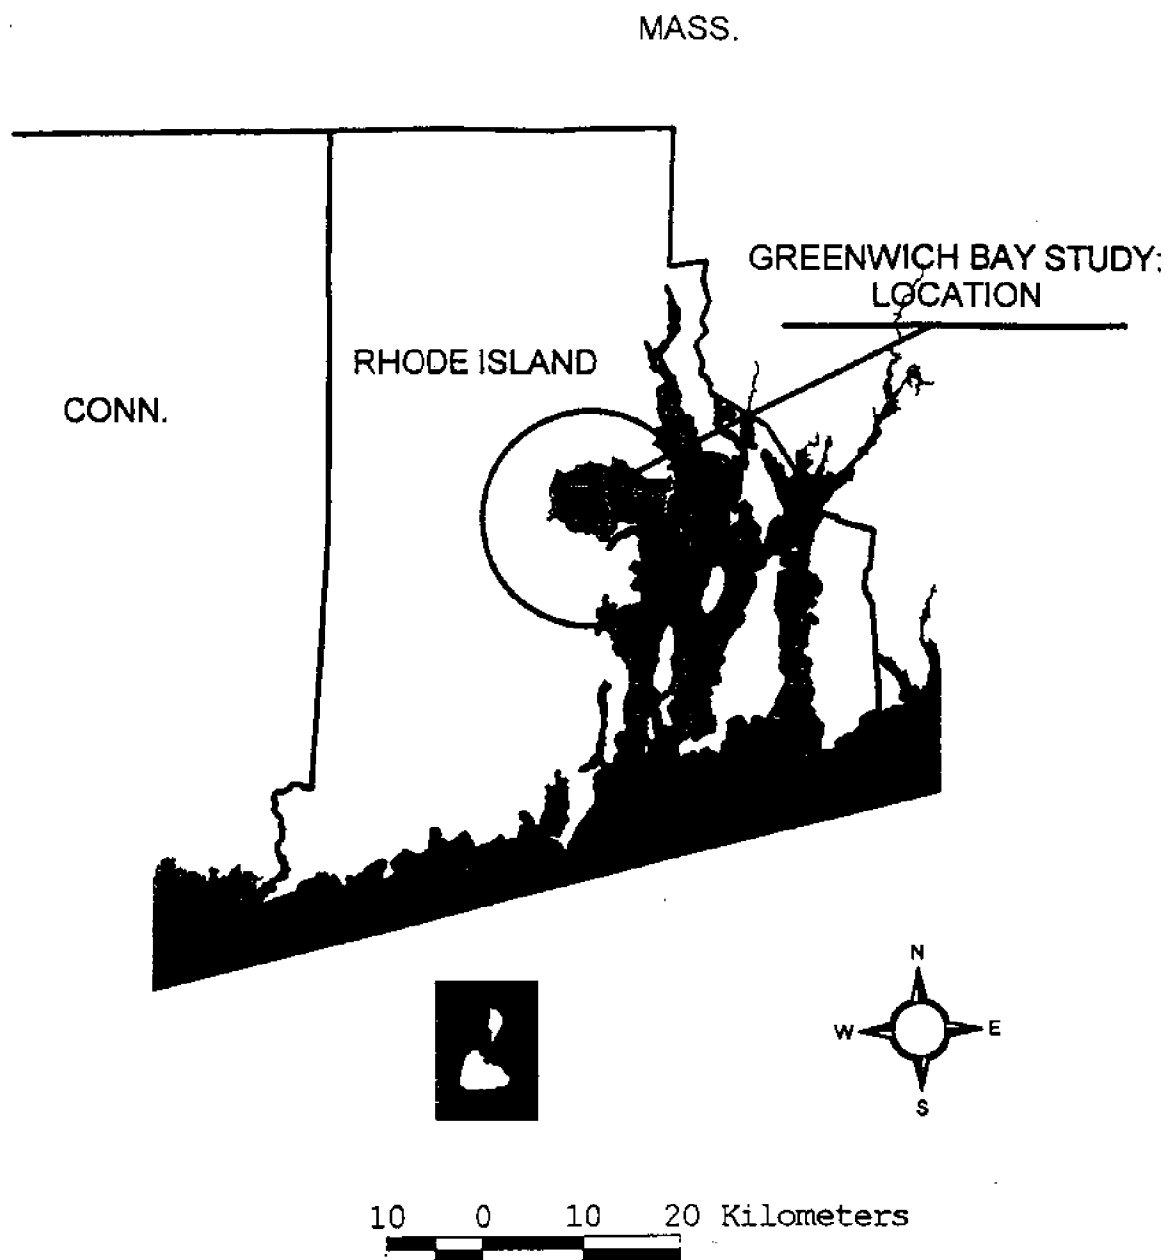 MASS.
GREENWICH BAY STUDY:
LOCATION
RHODE ISLAND
CONN.
N
W E
S
10 0 10 20 Kilometers